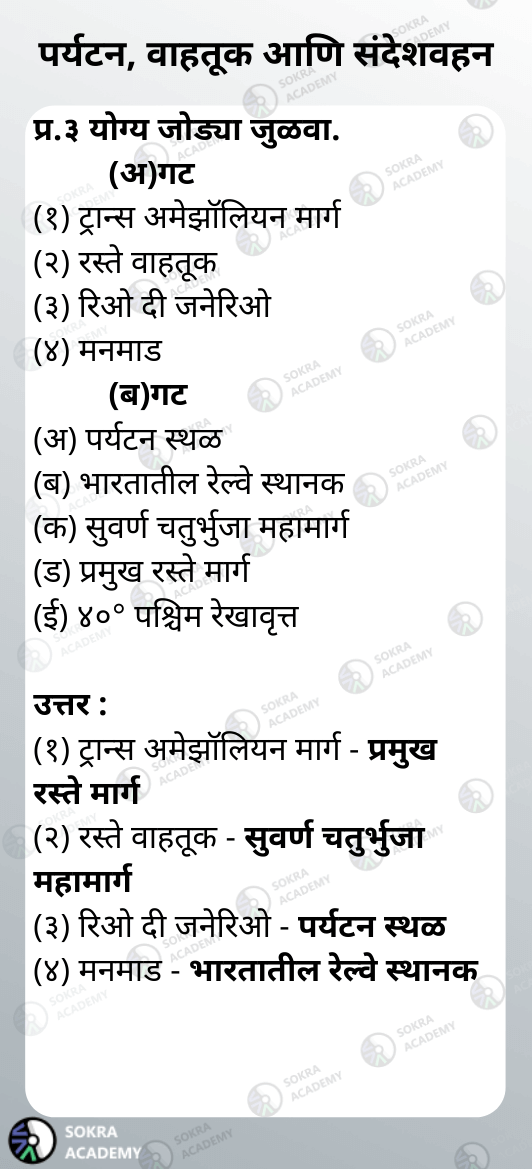 पर्यटन, वाहतूक आणि संदेशवहन
प्र.३ योग्य जोड्या जुळवा.
(अ)गट
(१) ट्रान्स अमेझॉलियन मार्ग
(२) रस्ते वाहतूक
(३) रिओ दी जनेरिओ
(४) मनमाड
(ब)गट
(अ) पर्यटन स्थळ
(ब) भारतातील रेल्वे स्थानक
(क) सुवर्ण चतुर्भुजा महामार्ग
(ड) प्रमुख रस्ते मार्ग
(ई) ४०° पश्चिम रेखावृत्त
उत्तर :
(१) ट्रान्स अमेझॉलियन मार्ग - प्रमुख
रस्ते मार्ग
(२) रस्ते वाहतूक - सुवर्ण चतुर्भुजा
महामार्ग
(३) रिओ दी जनेरिओ - पर्यटन स्थळ
(४) मनमाड - भारतातील रेल्वे स्थानक
SOKRA
ACADEMY